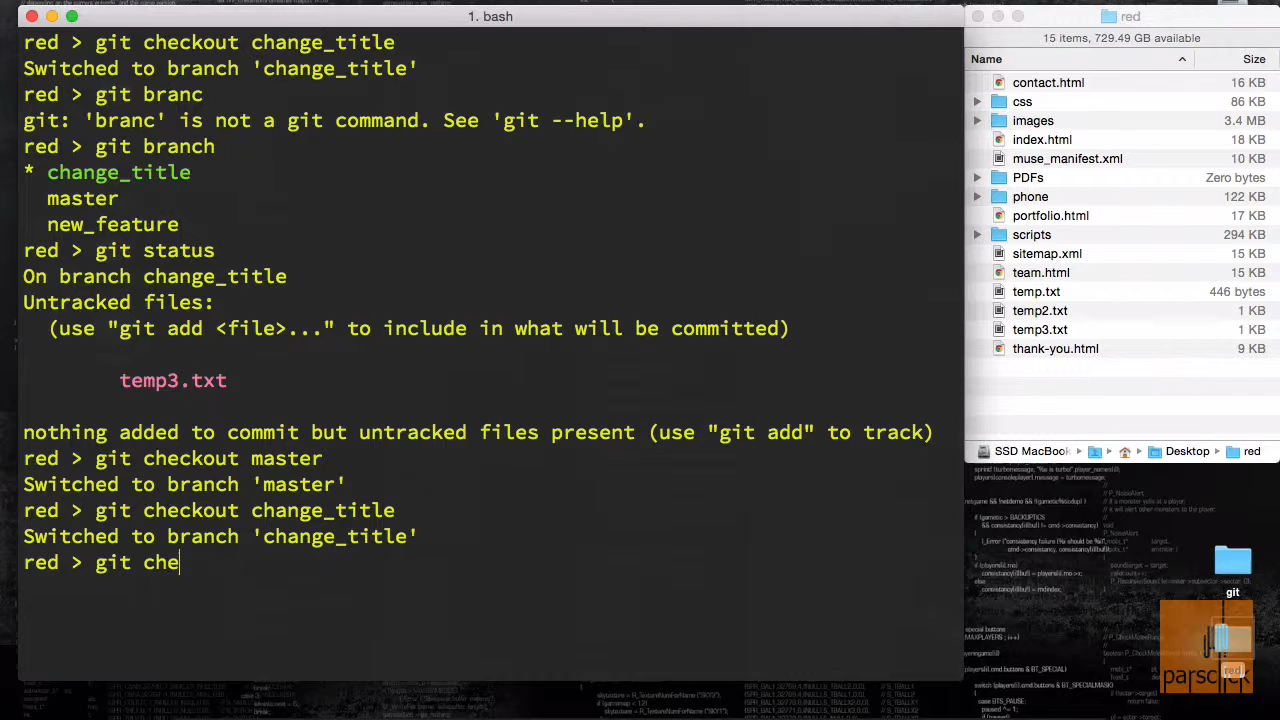 1. bash
red > git checkout change_title
Switched to branch 'change_title'
red > git branc
git: 'branc' is not a git command. See 'git --help'.
red > git branch
* change_title
master
new_feature
red > git status
On branch change_title
Untracked files:
(use "git add <file>..." to include in what will be committed)
temp3.txt
nothing added to commit but untracked files present (use "git add" to track)
red > git checkout master
Switched to branch 'master'
red > git checkout change_title
Switched to branch 'change_title'
red > git che
red
15 items, 729.49 GB available
Name Size
contact.html 16 KB
css 86 KB
images 3.4 MB
index.html 18 KB
muse_manifest.xml 10 KB
PDFs Zero bytes
phone 122 KB
portfolio.html 17 KB
scripts 294 KB
sitemap.xml 15 KB
team.html 15 KB
temp.txt 446 bytes
temp2.txt 1 KB
temp3.txt 1 KB
thank-you.html 9 KB
SSD MacBook Desktop red
git
red
parsclick